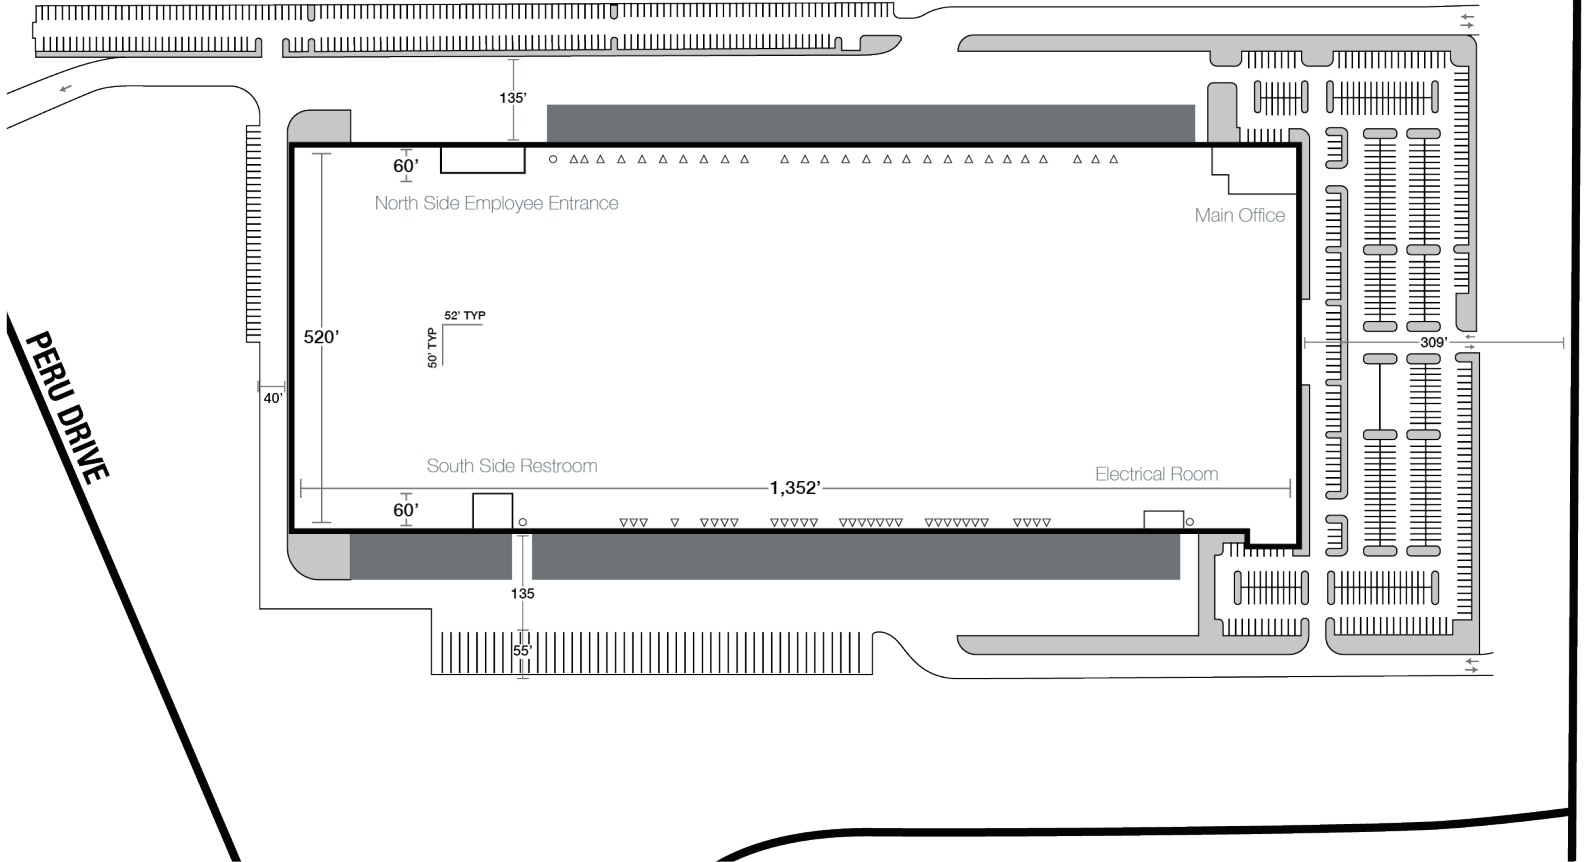 135’
60’
North Side Employee Entrance
Main Office
52’ TYP
50’ TYP
520’
309’
PERU DRIVE
40’
South Side Restroom
Electrical Room
1,352’
60’
135
55’